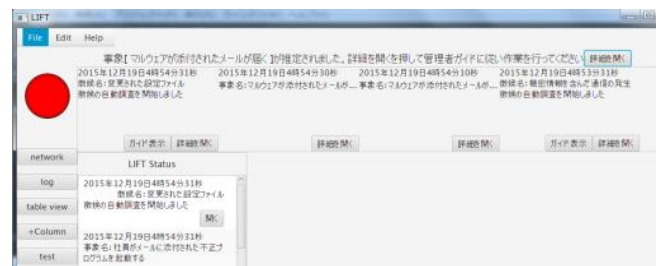 LIFT
File Edit Help
事象[ マルウェアが添付されたメールが届く ]が推定されました。詳細を開くを押して管理者ガイドに従い作業を行ってください 詳細を開く
2015年12月19日4時54分31秒 2015年12月19日4時54分30秒 2015年12月19日4時54分10秒 2015年12月19日4時53分31秒
徴候名:変更された設定ファイル 事象名:マルウェアが添付されたメールが... 事象名:マルウェアが添付されたメールが... 徴候名:機密情報を含んだ通信の発生
徴候の自動調査を開始しました 徴候の自動調査を開始しました
ガイド表示 詳細を開く 詳細を開く 詳細を開く ガイド表示 詳細を開く
network
LIFT Status
log
2015年12月19日4時54分31秒
徴候名:変更された設定ファイル
table view
徴候の自動調査を開始しました
開く
+Column
2015年12月19日4時54分31秒
事象名:社員がメールに添付された不正プ
test
ログラムを起動する